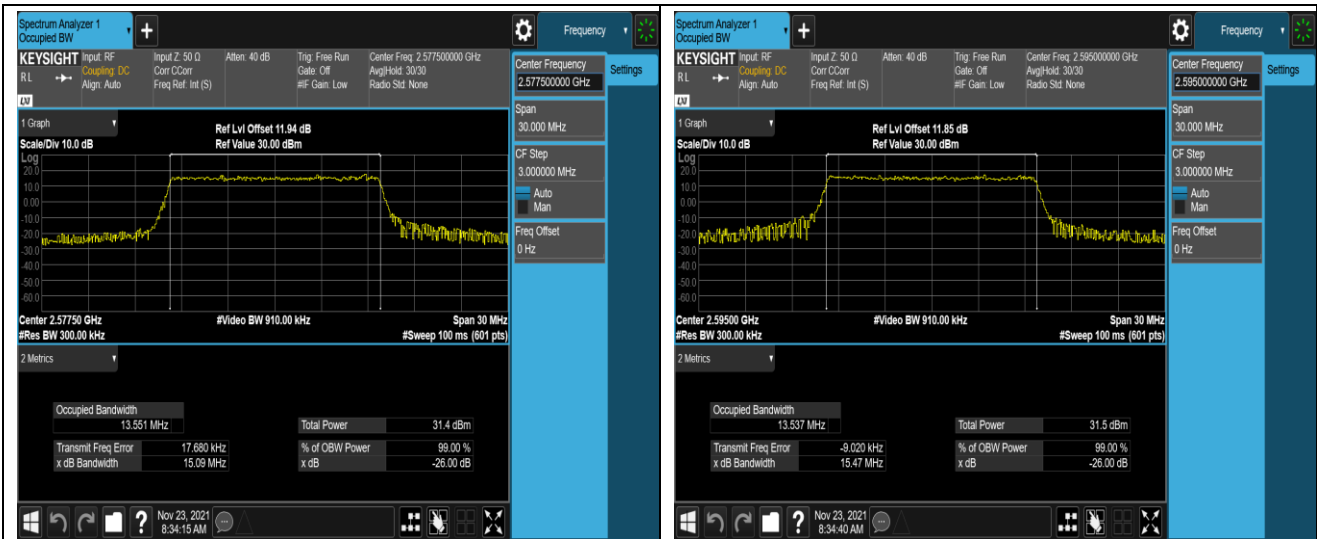 Spectrum Analyzer 1
Occupied BW
+
Frequency
KEYSIGHT
Input: RF
Input Z: 50 Ω
Atten: 40 dB
Trig: Free Run
Center Freq: 2.577500000 GHz
R L
Coupling: DC
Corr CCorr
Gate: Off
Avg|Hold: 30/30
Align: Auto
Freq Ref: Int (S)
#IF Gain: Low
Radio Std: None
LXI
Center Frequency
2.577500000 GHz
Settings
Span
30.000 MHz
CF Step
3.000000 MHz
Auto
Man
Freq Offset
0 Hz
1 Graph
Ref Lvl Offset 11.94 dB
Scale/Div 10.0 dB
Ref Value 30.00 dBm
Log
20.0
10.0
0.00
-10.0
-20.0
-30.0
-40.0
-50.0
-60.0
Center 2.57750 GHz
#Video BW 910.00 kHz
Span 30 MHz
#Res BW 300.00 kHz
#Sweep 100 ms (601 pts)
2 Metrics
Occupied Bandwidth
13.551 MHz
Total Power
31.4 dBm
Transmit Freq Error
17.680 kHz
% of OBW Power
99.00 %
x dB Bandwidth
15.09 MHz
x dB
-26.00 dB
?
Nov 23, 2021
8:34:15 AM
Spectrum Analyzer 1
Occupied BW
+
Frequency
KEYSIGHT
Input: RF
Input Z: 50 Ω
Atten: 40 dB
Trig: Free Run
Center Freq: 2.595000000 GHz
R L
Coupling: DC
Corr CCorr
Gate: Off
Avg|Hold: 30/30
Align: Auto
Freq Ref: Int (S)
#IF Gain: Low
Radio Std: None
LXI
Center Frequency
2.595000000 GHz
Settings
Span
30.000 MHz
CF Step
3.000000 MHz
Auto
Man
Freq Offset
0 Hz
1 Graph
Ref Lvl Offset 11.85 dB
Scale/Div 10.0 dB
Ref Value 30.00 dBm
Log
20.0
10.0
0.00
-10.0
-20.0
-30.0
-40.0
-50.0
-60.0
Center 2.59500 GHz
#Video BW 910.00 kHz
Span 30 MHz
#Res BW 300.00 kHz
#Sweep 100 ms (601 pts)
2 Metrics
Occupied Bandwidth
13.537 MHz
Total Power
31.5 dBm
Transmit Freq Error
-9.020 kHz
% of OBW Power
99.00 %
x dB Bandwidth
15.47 MHz
x dB
-26.00 dB
?
Nov 23, 2021
8:34:40 AM